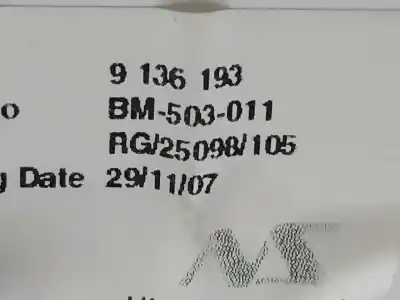 9 136 193
o BM-503-011
RG/25098/105
g Date 29/11/07